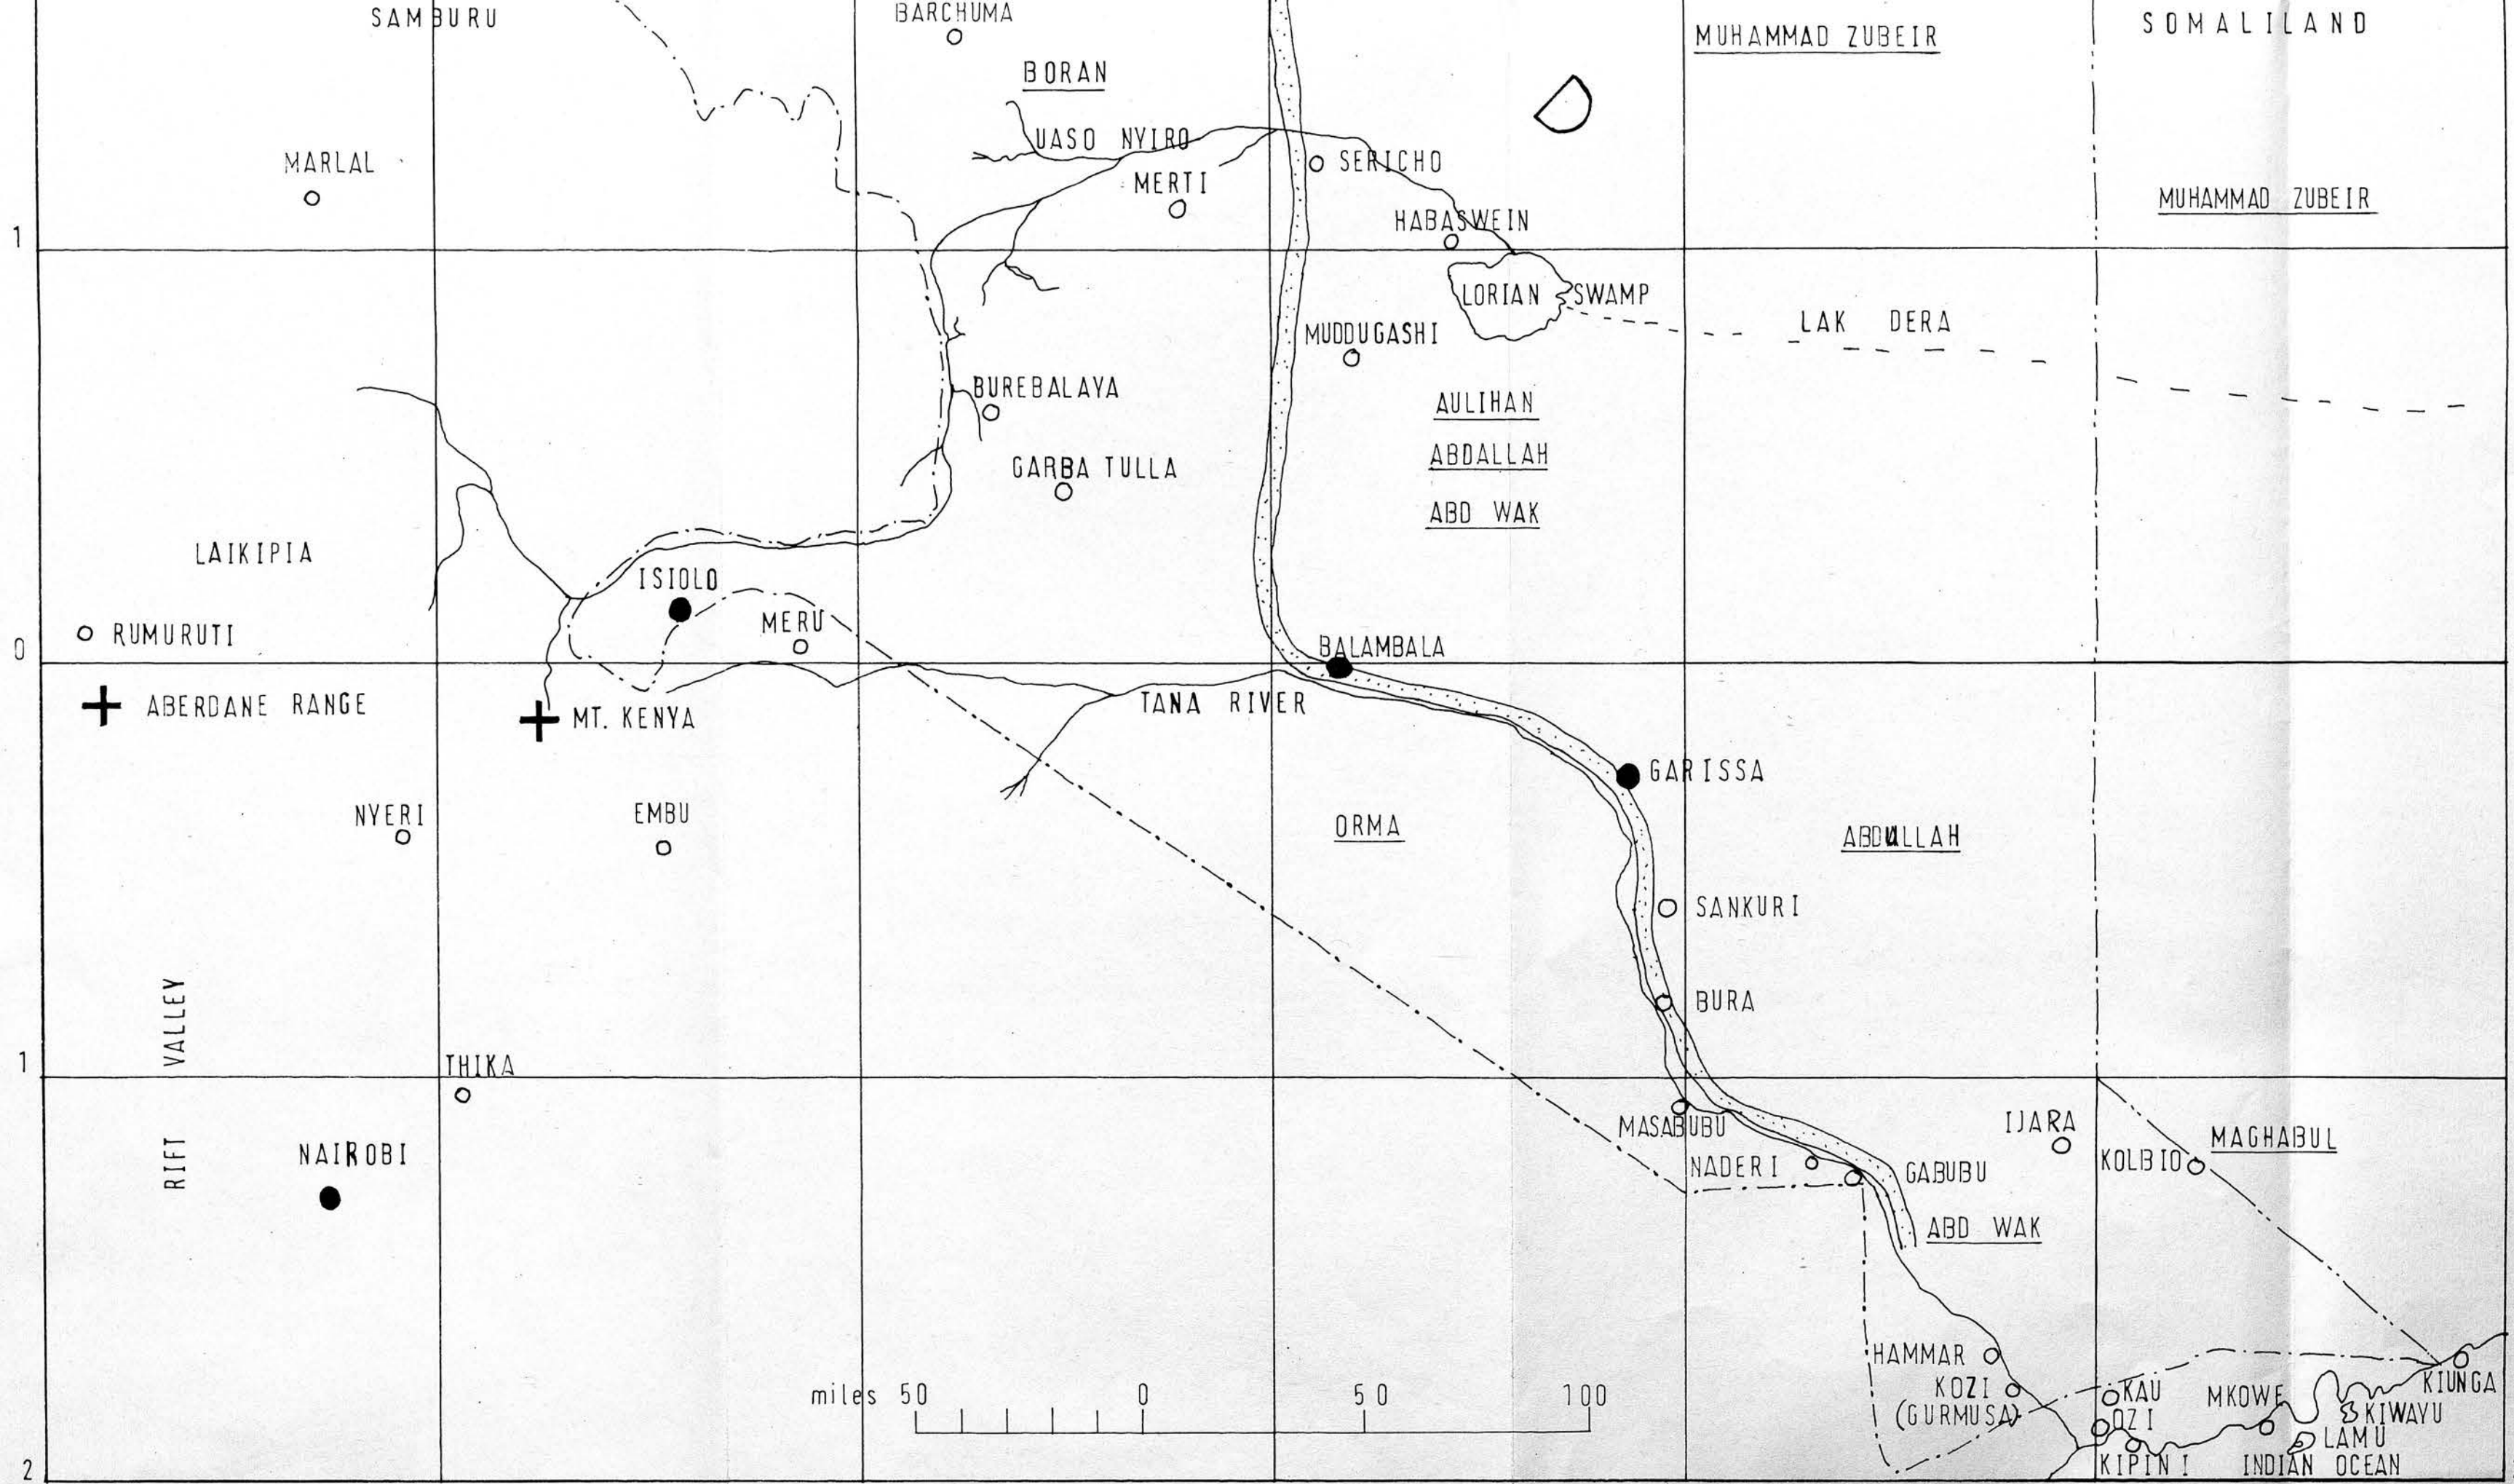 SAMBURU
BARCHUMA
MUHAMMAD ZUBEIR
SOMALILAND
BORAN
UASO NYIRO
MARLAL
SERICHO
MERTI
MUHAMMAD ZUBEIR
HABASWEIN
1
LORIAN SWAMP
LAK DERA
MUDDUGASHI
BUREBALAYA
AULIHAN
GARBA TULLA
ABDALLAH
ABD WAK
LAIKIPIA
ISIOLO
MERU
RUMURUTI
0
BALAMBALA
ABERDANE RANGE
MT. KENYA
TANA RIVER
GARISSA
NYERI
EMBU
ORMA
ABDULLAH
SANKURI
BURA
RIFT VALLEY
1
THIKA
MASABUBU
IJARA
MAGHABUL
NAIROBI
NADERI
GABUBU
KOLBIO
ABD WAK
HAMMAR
KOZI
(GURMUSA)
KAU
MKOWE
KIUNGA
miles 50 0 50 100
OZI
KIWAYU
LAMU
KIPINI
INDIAN OCEAN
2